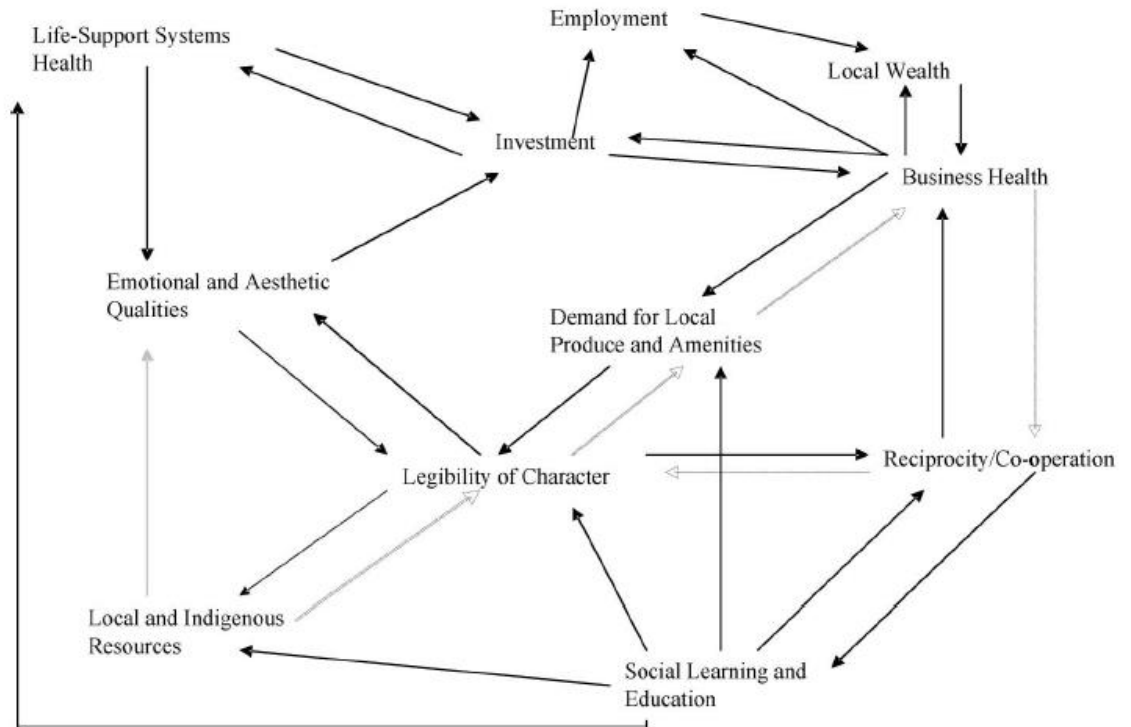 Employment
Life-Support Systems
Health
Local Wealth
Investment
Business Health
Emotional and Aesthetic
Qualities
Demand for Local
Produce and Amenities
Legibility of Character
Reciprocity/Co-operation
Local and Indigenous
Resources
Social Learning and
Education